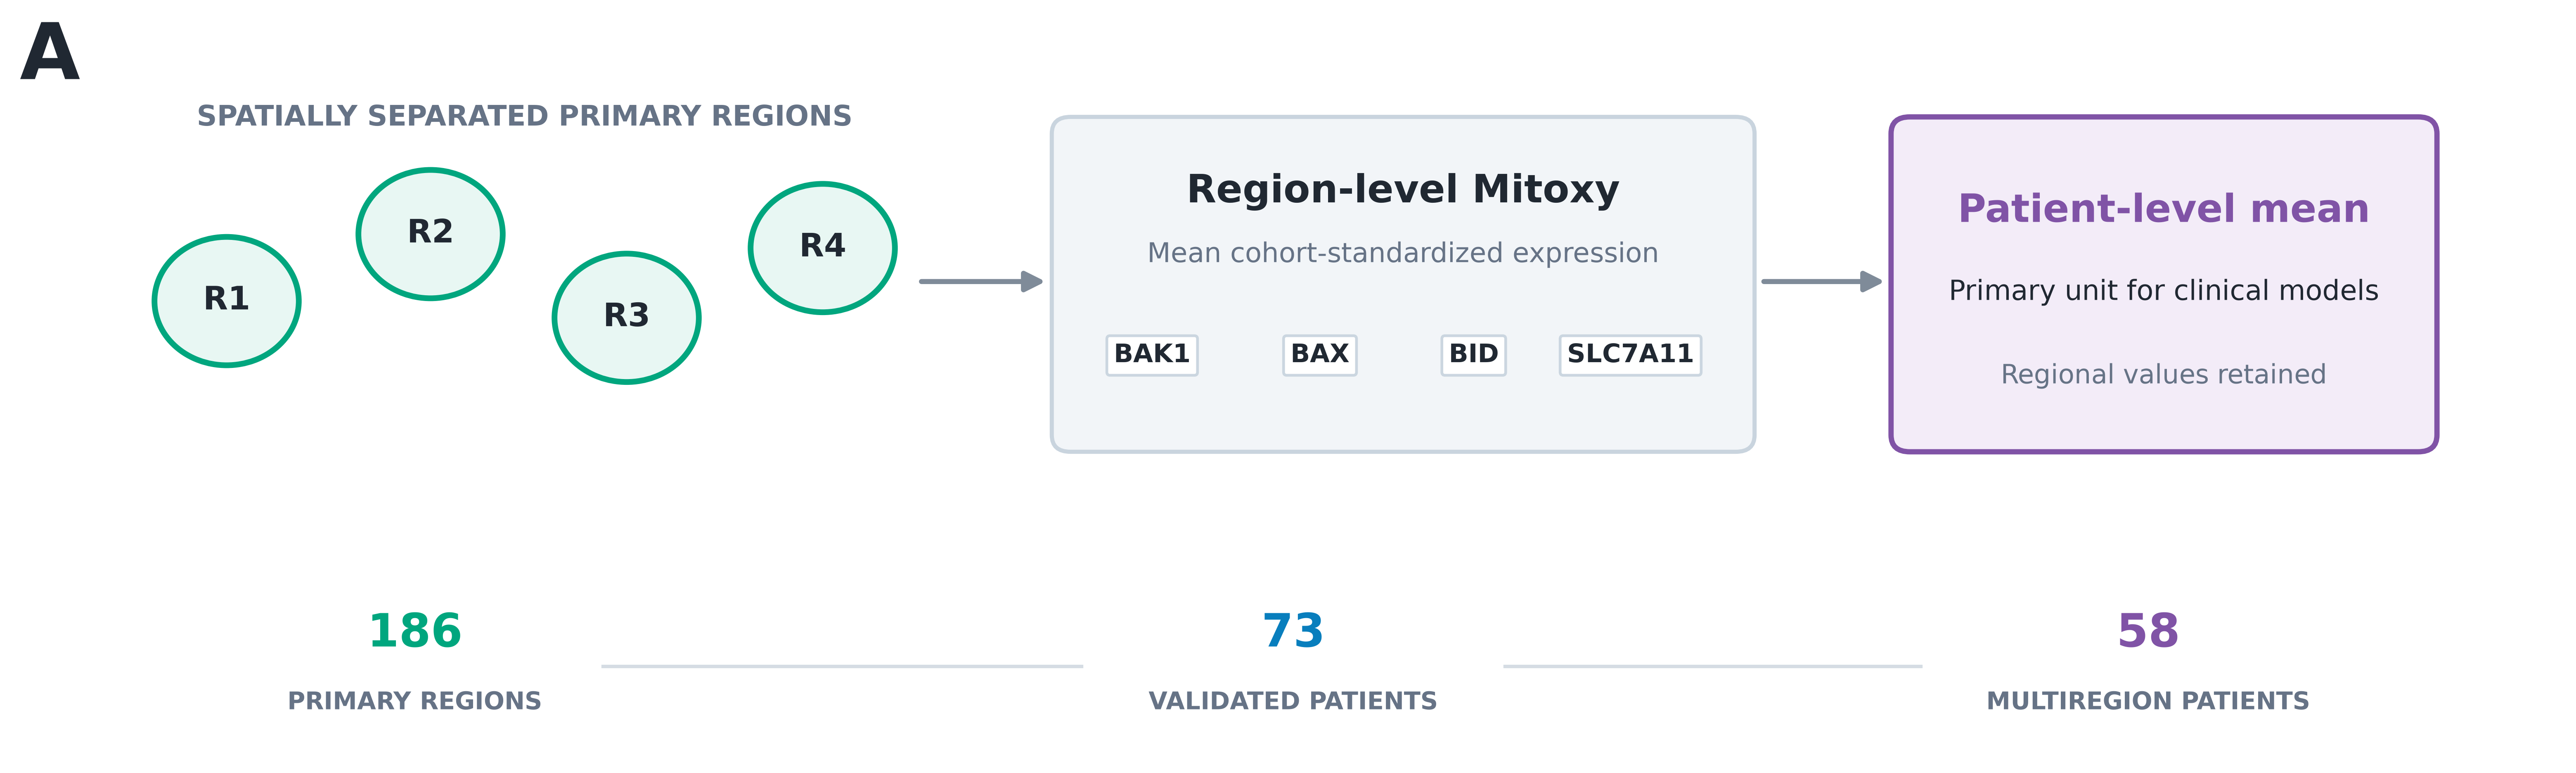 A
SPATIALLY SEPARATED PRIMARY REGIONS
R1
R2
R3
R4
Region-level Mitoxy
Mean cohort-standardized expression
BAK1
BAX
BID
SLC7A11
Patient-level mean
Primary unit for clinical models
Regional values retained
186
PRIMARY REGIONS
73
VALIDATED PATIENTS
58
MULTIREGION PATIENTS